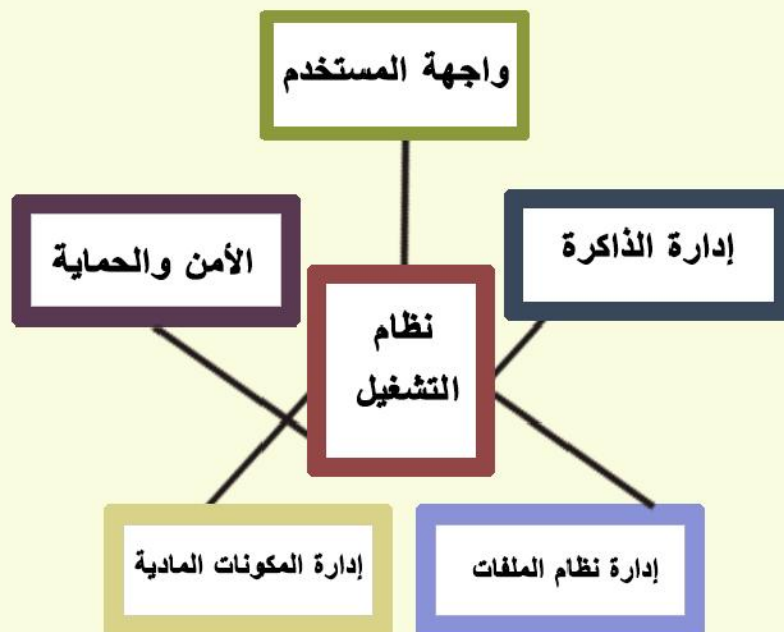 واجهة المستخدم
إدارة الذاكرة
الأمن والحماية
نظام
التشغيل
إدارة نظام الملفات
إدارة المكونات المادية